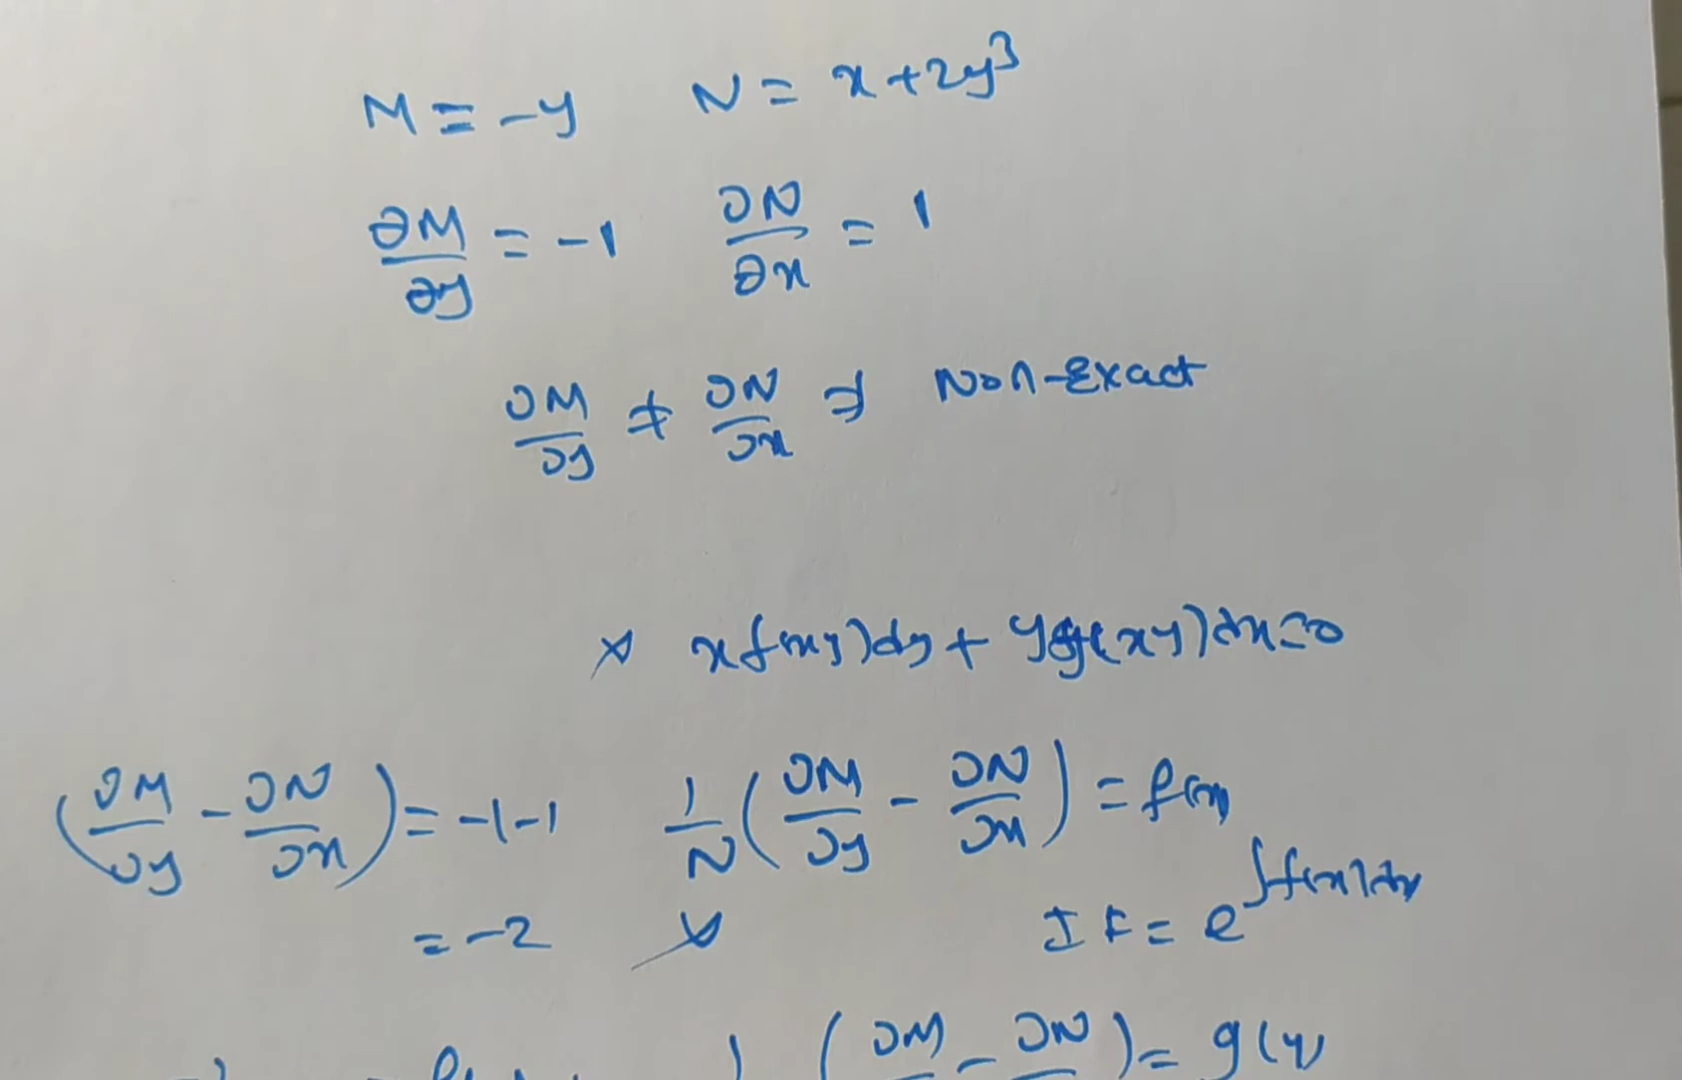 M = -y   N = x + 2y³
∂M/∂y = -1   ∂N/∂x = 1
∂M/∂y ≠ ∂N/∂x ⇒ Non-Exact
x f(xy)dy + y g(xy)dx = 0
(∂M/∂y - ∂N/∂x) = -1-1   1/N (∂M/∂y - ∂N/∂x) = f(x)
= -2   IF = e^∫f(x)dx
(∂M - ∂N) = g(y)